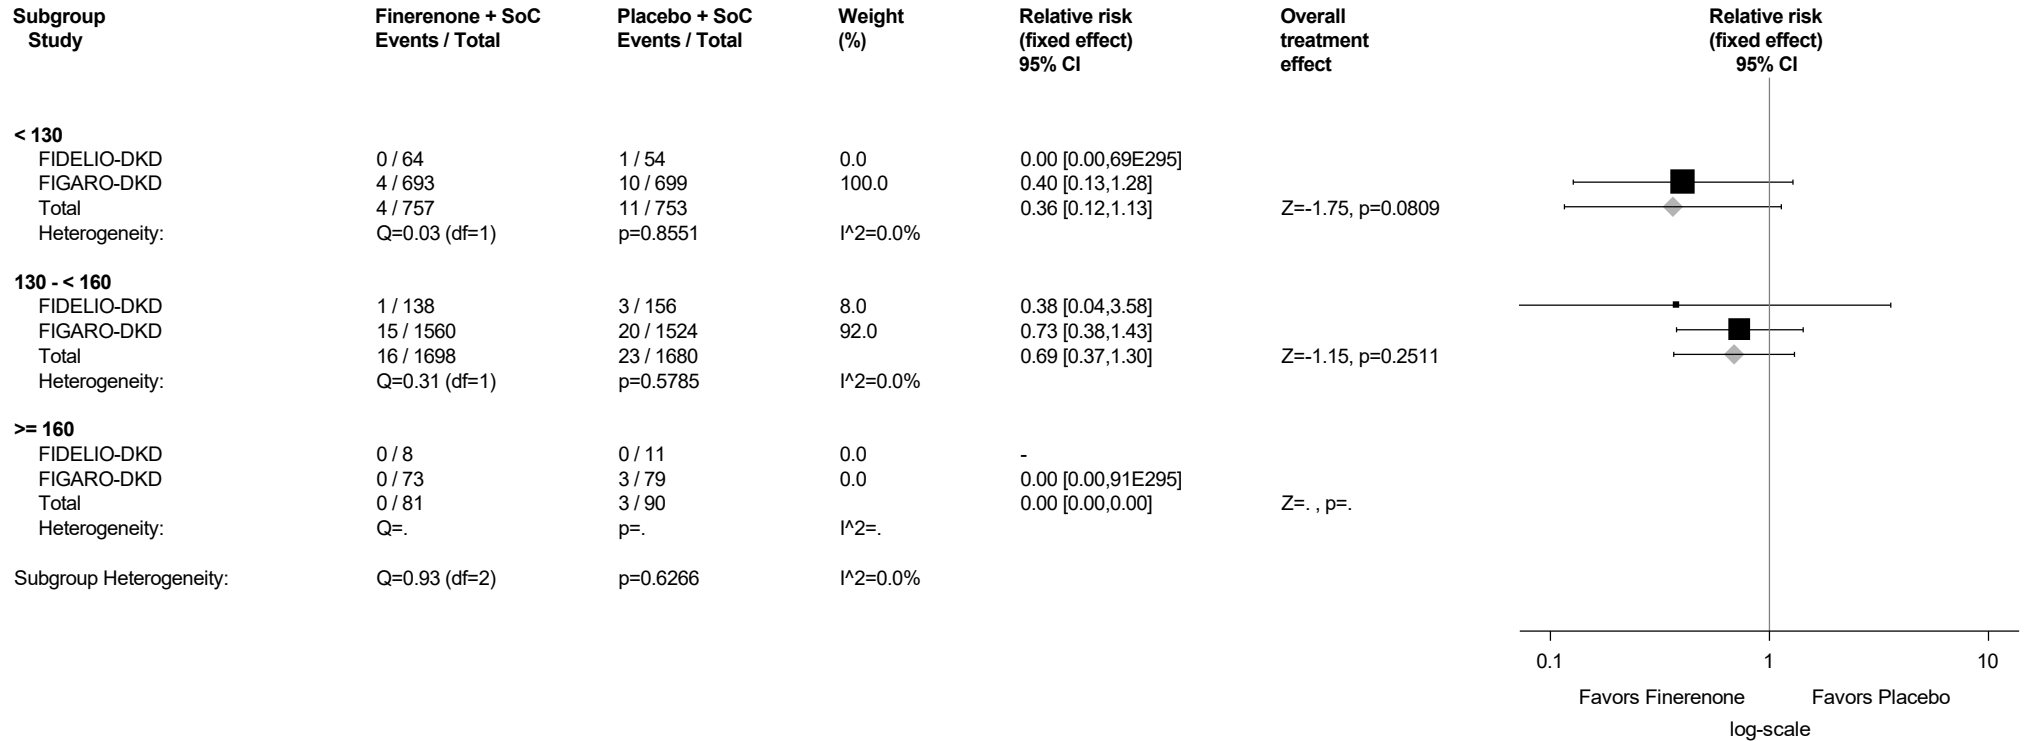 Subgroup Finerenone + SoC Placebo + SoC Weight Relative risk Overall Relative risk
Study Events / Total Events / Total (%) (fixed effect) treatment (fixed effect)
95% CI effect 95% CI
< 130
FIDELIO-DKD 0 / 64 1 / 54 0.0 0.00 [0.00,69E295]
FIGARO-DKD 4 / 693 10 / 699 100.0 0.40 [0.13,1.28]
Total 4 / 757 11 / 753 0.36 [0.12,1.13] Z=-1.75, p=0.0809
Heterogeneity: Q=0.03 (df=1) p=0.8551 I^2=0.0%
130 - < 160
FIDELIO-DKD 1 / 138 3 / 156 8.0 0.38 [0.04,3.58]
FIGARO-DKD 15 / 1560 20 / 1524 92.0 0.73 [0.38,1.43]
Total 16 / 1698 23 / 1680 0.69 [0.37,1.30] Z=-1.15, p=0.2511
Heterogeneity: Q=0.31 (df=1) p=0.5785 I^2=0.0%
>= 160
FIDELIO-DKD 0 / 8 0 / 11 0.0 -
FIGARO-DKD 0 / 73 3 / 79 0.0 0.00 [0.00,91E295]
Total 0 / 81 3 / 90 0.00 [0.00,0.00] Z=. , p=.
Heterogeneity: Q=. p=. I^2=.
Subgroup Heterogeneity: Q=0.93 (df=2) p=0.6266 I^2=0.0%
0.1 1 10
Favors Finerenone Favors Placebo
log-scale